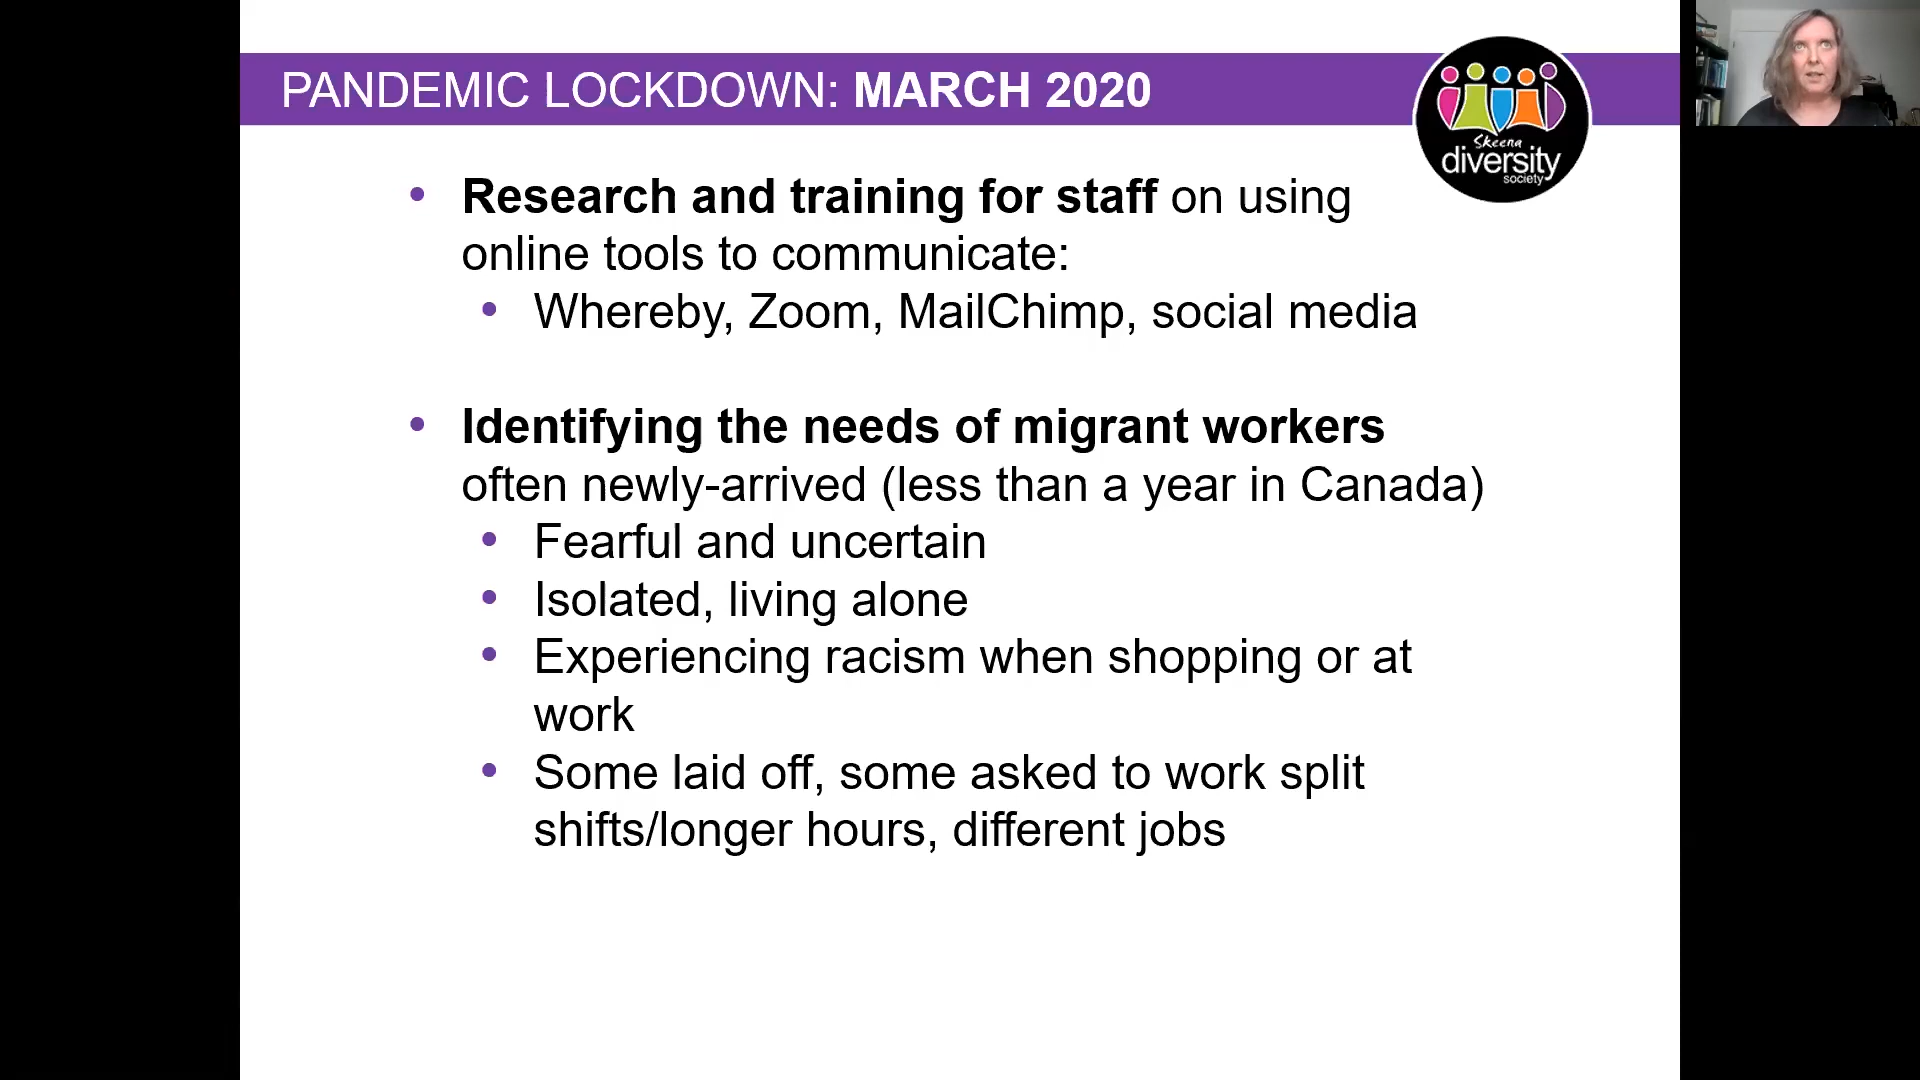 PANDEMIC LOCKDOWN: MARCH 2020
Skeena
diversity
society
• Research and training for staff on using
online tools to communicate:
• Whereby, Zoom, MailChimp, social media
• Identifying the needs of migrant workers
often newly-arrived (less than a year in Canada)
• Fearful and uncertain
• Isolated, living alone
• Experiencing racism when shopping or at
work
• Some laid off, some asked to work split
shifts/longer hours, different jobs